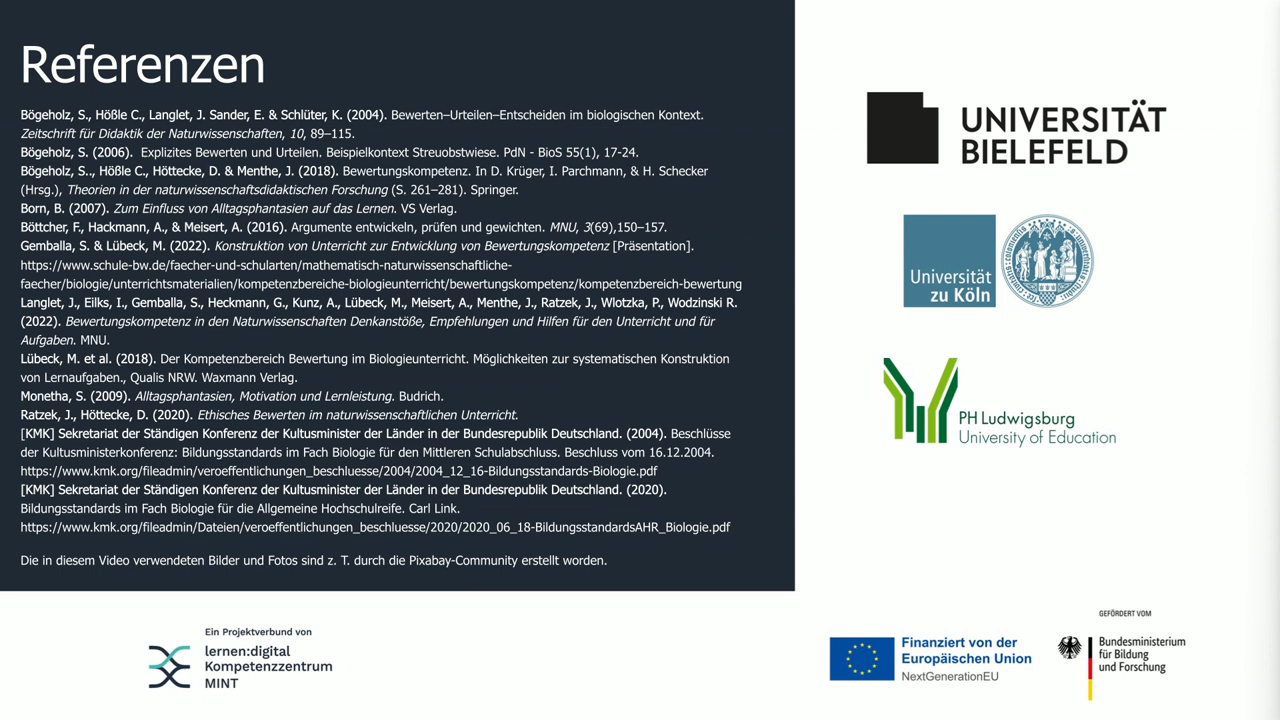 Referenzen
Bögeholz, S., Hößle C., Langlet, J. Sander, E. & Schlüter, K. (2004). Bewerten–Urteilen–Entscheiden im biologischen Kontext.
Zeitschrift für Didaktik der Naturwissenschaften, 10, 89–115.
Bögeholz, S. (2006).  Explizites Bewerten und Urteilen. Beispielkontext Streuobstwiese. PdN - BioS 55(1), 17-24.
Bögeholz, S.., Hößle C., Höttecke, D. & Menthe, J. (2018). Bewertungskompetenz. In D. Krüger, I. Parchmann, & H. Schecker
(Hrsg.), Theorien in der naturwissenschaftsdidaktischen Forschung (S. 261–281). Springer.
Born, B. (2007). Zum Einfluss von Alltagsphantasien auf das Lernen. VS Verlag.
Böttcher, F., Hackmann, A., & Meisert, A. (2016). Argumente entwickeln, prüfen und gewichten. MNU, 3(69),150–157.
Gemballa, S. & Lübeck, M. (2022). Konstruktion von Unterricht zur Entwicklung von Bewertungskompetenz [Präsentation].
https://www.schule-bw.de/faecher-und-schularten/mathematisch-naturwissenschaftliche-
faecher/biologie/unterrichtsmaterialien/kompetenzbereiche-biologieunterricht/bewertungskompetenz/kompetenzbereich-bewertung
Langlet, J., Eilks, I., Gemballa, S., Heckmann, G., Kunz, A., Lübeck, M., Meisert, A., Menthe, J., Ratzek, J., Wlotzka, P., Wodzinski R.
(2022). Bewertungskompetenz in den Naturwissenschaften Denkanstöße, Empfehlungen und Hilfen für den Unterricht und für
Aufgaben. MNU.
Lübeck, M. et al. (2018). Der Kompetenzbereich Bewertung im Biologieunterricht. Möglichkeiten zur systematischen Konstruktion
von Lernaufgaben., Qualis NRW. Waxmann Verlag.
Monetha, S. (2009). Alltagsphantasien, Motivation und Lernleistung. Budrich.
Ratzek, J., Höttecke, D. (2020). Ethisches Bewerten im naturwissenschaftlichen Unterricht.
[KMK] Sekretariat der Ständigen Konferenz der Kultusminister der Länder in der Bundesrepublik Deutschland. (2004). Beschlüsse
der Kultusministerkonferenz: Bildungsstandards im Fach Biologie für den Mittleren Schulabschluss. Beschluss vom 16.12.2004.
https://www.kmk.org/fileadmin/veroeffentlichungen_beschluesse/2004/2004_12_16-Bildungsstandards-Biologie.pdf
[KMK] Sekretariat der Ständigen Konferenz der Kultusminister der Länder in der Bundesrepublik Deutschland. (2020).
Bildungsstandards im Fach Biologie für die Allgemeine Hochschulreife. Carl Link.
https://www.kmk.org/fileadmin/Dateien/veroeffentlichungen_beschluesse/2020/2020_06_18-BildungsstandardsAHR_Biologie.pdf
Die in diesem Video verwendeten Bilder und Fotos sind z. T. durch die Pixabay-Community erstellt worden.
UNIVERSITÄT
BIELEFELD
Universität
zu Köln
PH Ludwigsburg
University of Education
Ein Projektverbund von
lernen:digital
Kompetenzzentrum
MINT
Finanziert von der
Europäischen Union
NextGenerationEU
GEFÖRDERT VOM
Bundesministerium
für Bildung
und Forschung